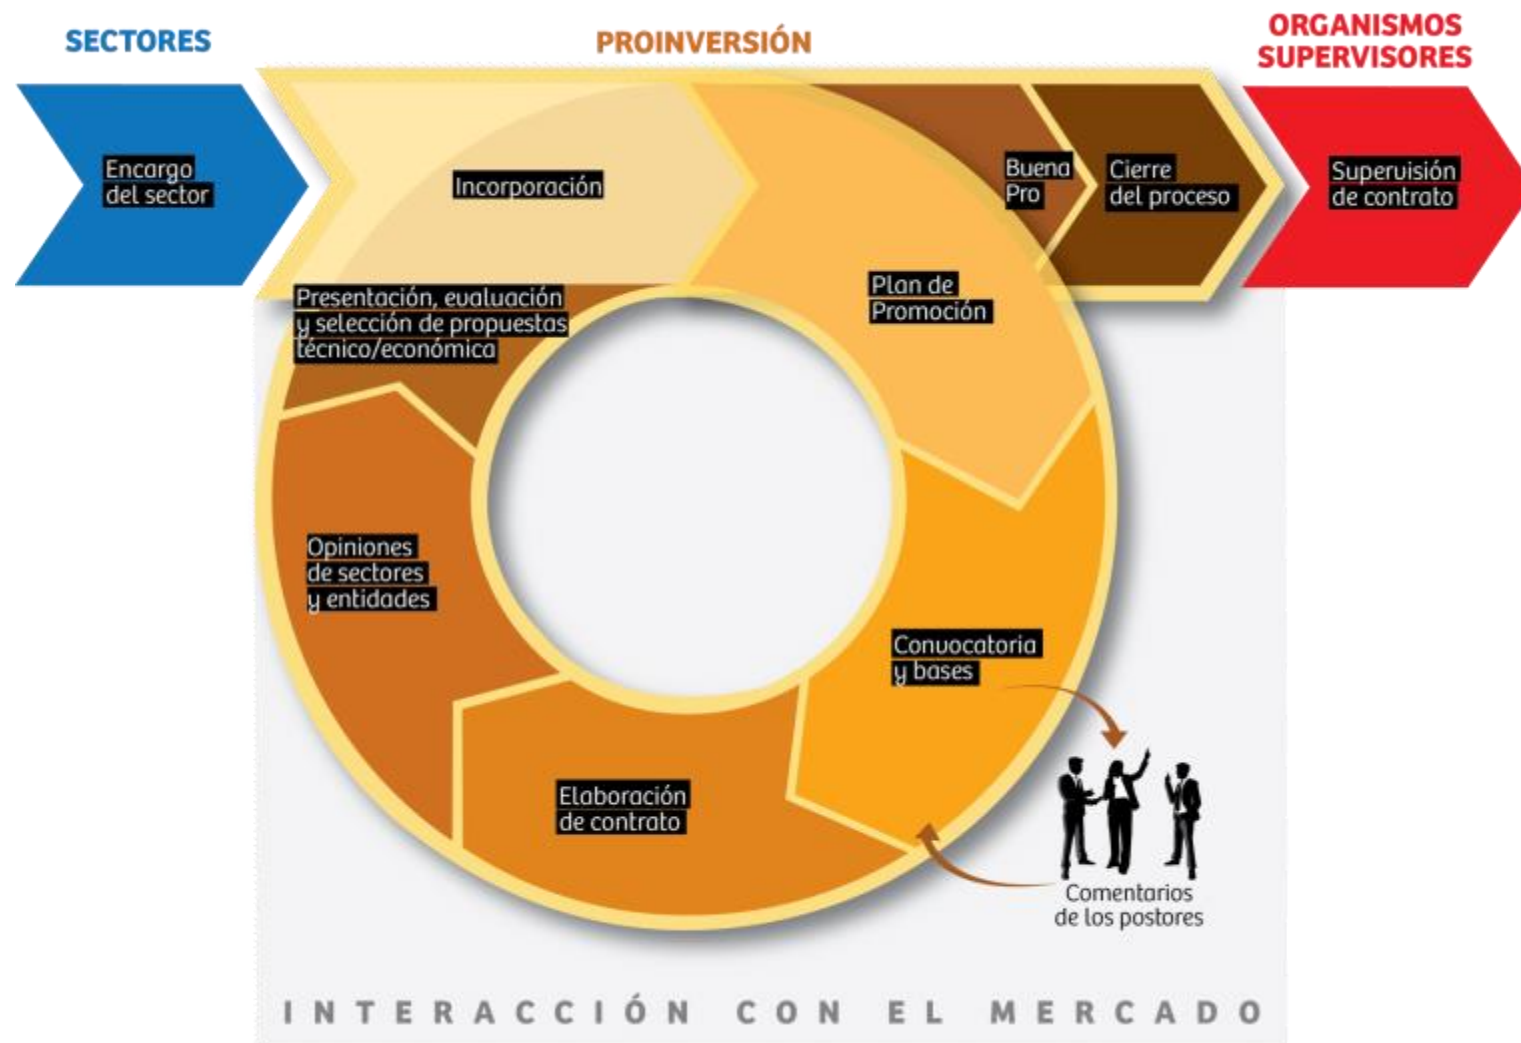 SECTORES
PROINVERSIÓN
ORGANISMOS
SUPERVISORES
Encargo
del sector
Incorporación
Buena
Pro
Cierre
del proceso
Supervisión
de contrato
Plan de
Promoción
Presentación, evaluación
y selección de propuestas
técnico/económica
Opiniones
de sectores
y entidades
Convocatoria
y bases
Elaboración
de contrato
Comentarios
de los postores
INTERACCIÓN CON EL MERCADO